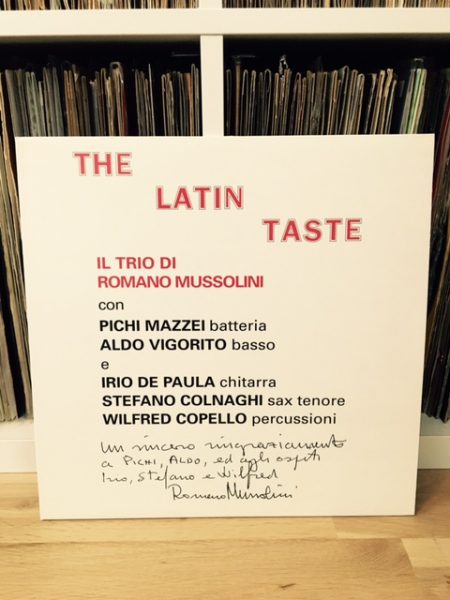 THE
LATIN
TASTE
IL TRIO DI
ROMANO MUSSOLINI
con
PICHI MAZZEI batteria
ALDO VIGORITO basso
e
IRIO DE PAULA chitarra
STEFANO COLNAGHI sax tenore
WILFRED COPELLO percussioni
Un sincero ringraziamento
a PICHI, ALDO, ed agli ospiti
Irio, Stefano e Wilfred
Romano Mussolini